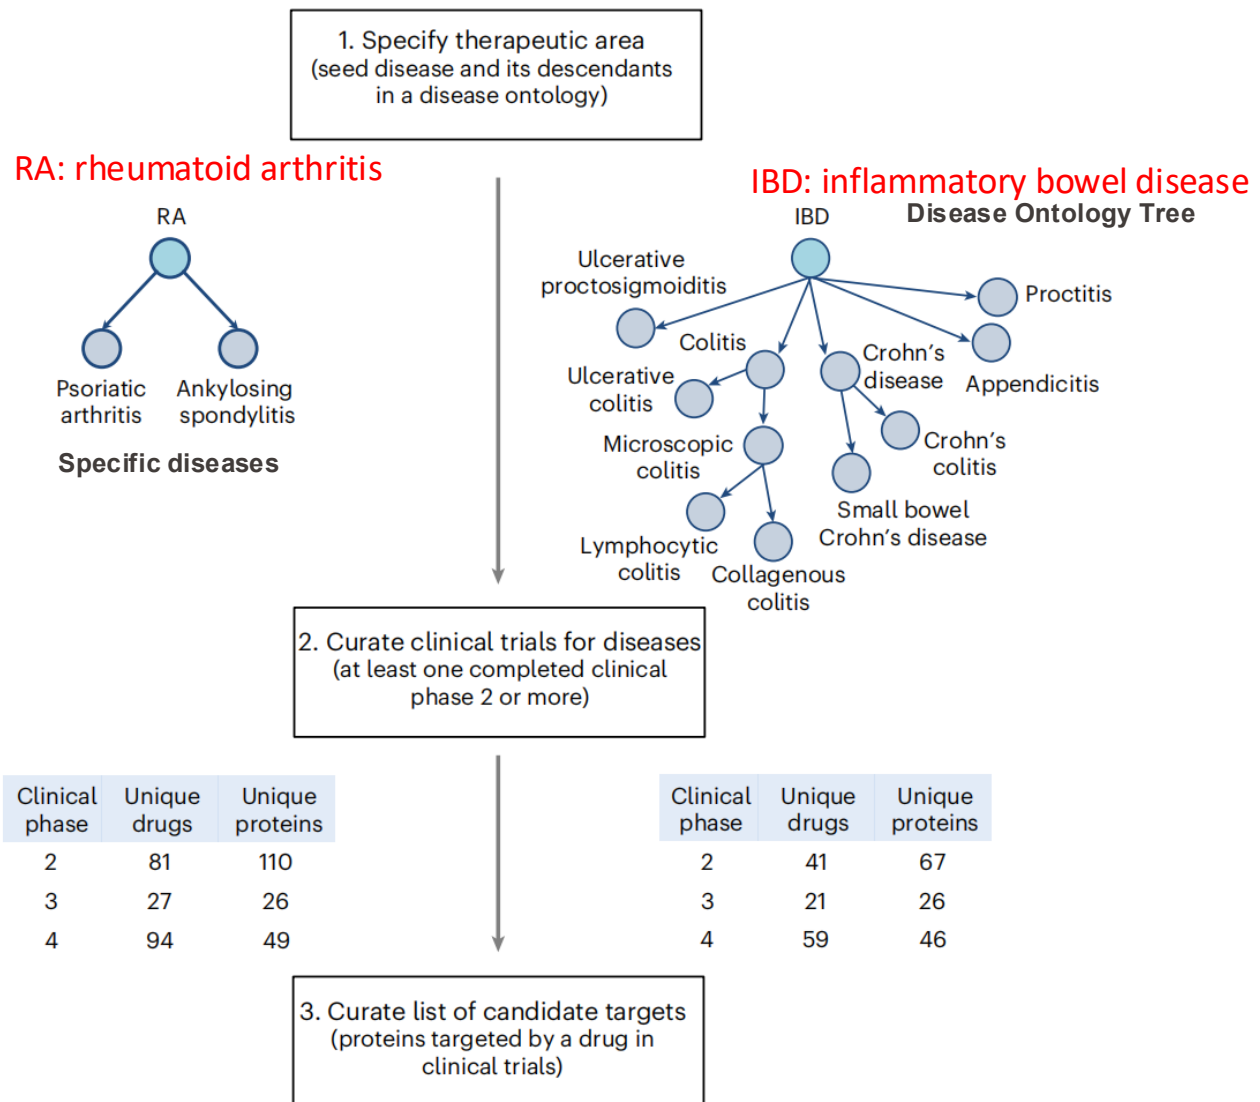 1. Specify therapeutic area
(seed disease and its descendants
in a disease ontology)
RA: rheumatoid arthritis
IBD: inflammatory bowel disease
Disease Ontology Tree
RA
Psoriatic
arthritis
Ankylosing
spondylitis
Specific diseases
IBD
Ulcerative
proctosigmoiditis
Proctitis
Colitis
Crohn's
disease
Appendicitis
Ulcerative
colitis
Microscopic
colitis
Crohn's
colitis
Small bowel
Crohn's disease
Lymphocytic
colitis
Collagenous
colitis
2. Curate clinical trials for diseases
(at least one completed clinical
phase 2 or more)
Clinical phase Unique drugs Unique proteins
2 81 110
3 27 26
4 94 49
Clinical phase Unique drugs Unique proteins
2 41 67
3 21 26
4 59 46
3. Curate list of candidate targets
(proteins targeted by a drug in
clinical trials)